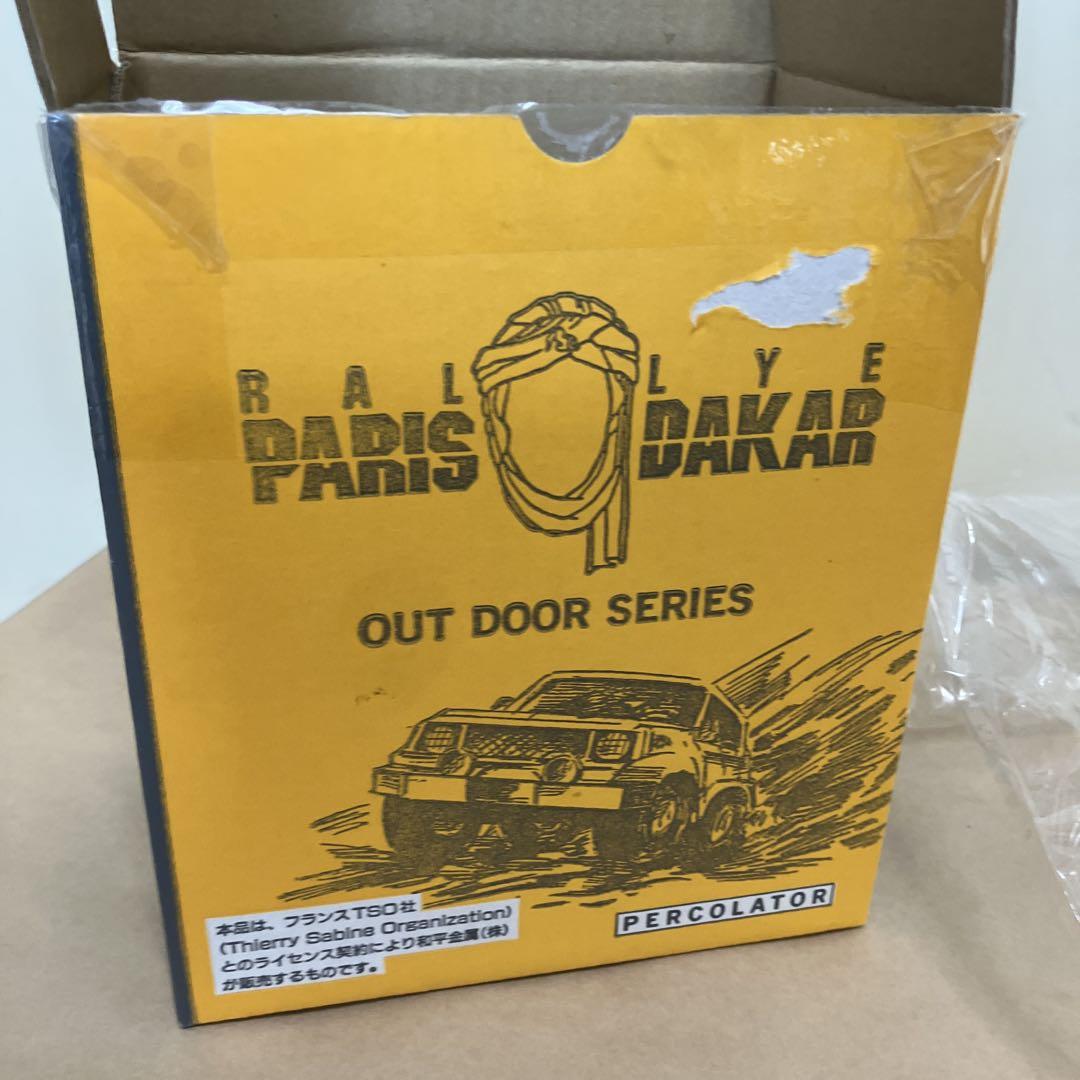 RALLYE
PARIS DAKAR
OUT DOOR SERIES
PERCOLATOR
本品は、フランスTSO社
(Thierry Sabine Organization)
とのライセンス契約により和平金属(株)
が販売するものです。